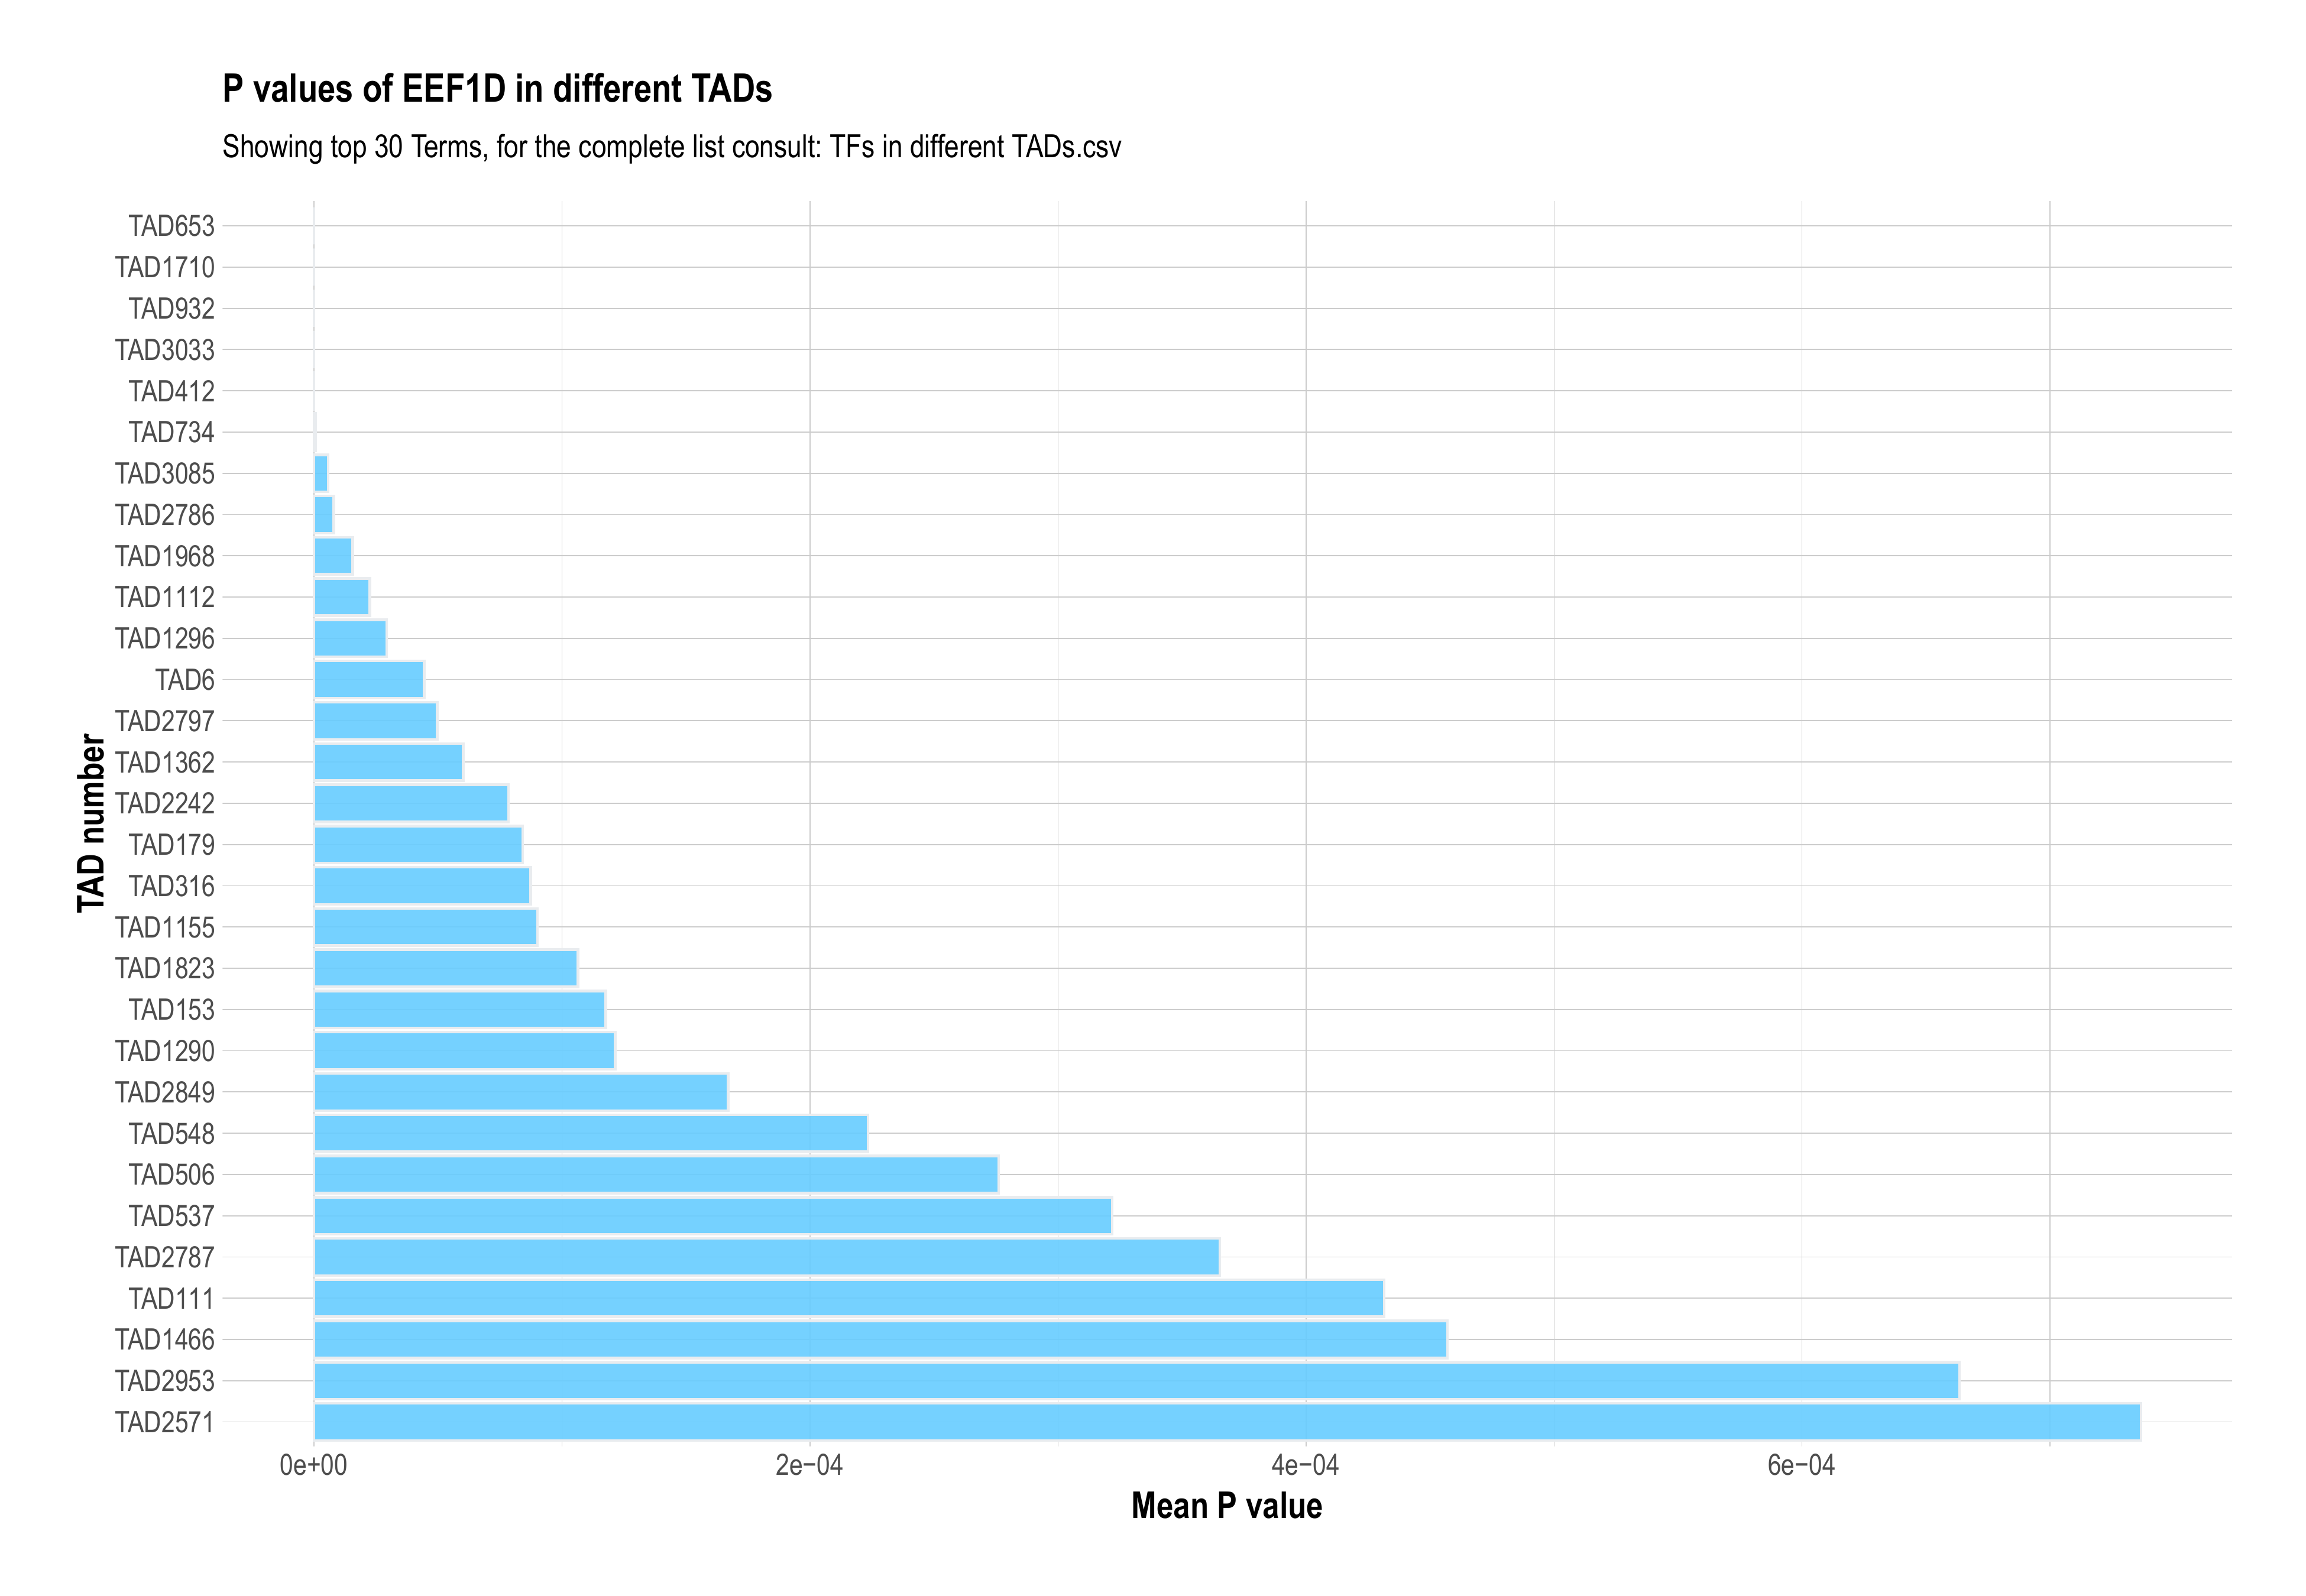 P values of EEF1D in different TADs
Showing top 30 Terms, for the complete list consult: TFs in different TADs.csv
TAD number
TAD653
TAD1710
TAD932
TAD3033
TAD412
TAD734
TAD3085
TAD2786
TAD1968
TAD1112
TAD1296
TAD6
TAD2797
TAD1362
TAD2242
TAD179
TAD316
TAD1155
TAD1823
TAD153
TAD1290
TAD2849
TAD548
TAD506
TAD537
TAD2787
TAD111
TAD1466
TAD2953
TAD2571
0e+00 2e−04 4e−04 6e−04
Mean P value